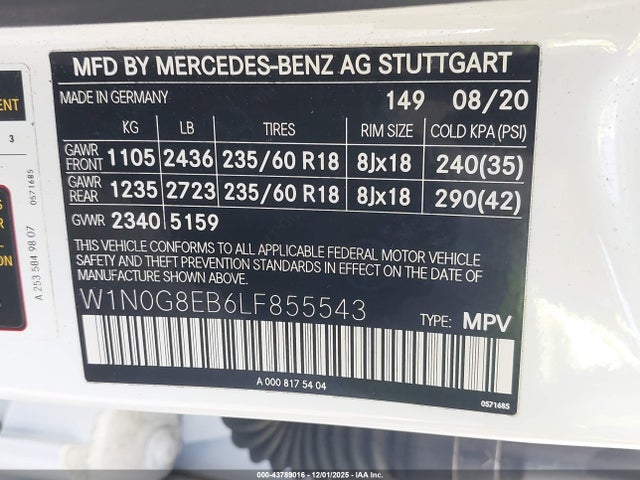 MFD BY MERCEDES-BENZ AG STUTTGART
MADE IN GERMANY 149 08/20
KG LB TIRES RIM SIZE COLD KPA (PSI)
GAWR FRONT 1105 2436 235/60 R18 8Jx18 240(35)
GAWR REAR 1235 2723 235/60 R18 8Jx18 290(42)
GVWR 2340 5159
THIS VEHICLE CONFORMS TO ALL APPLICABLE FEDERAL MOTOR VEHICLE
SAFETY AND THEFT PREVENTION STANDARDS IN EFFECT ON THE DATE OF
MANUFACTURE SHOWN ABOVE.
W1N0G8EB6LF855543
TYPE: MPV
A 000 817 54 04
0571685
ENT
3
0571685
A 253 584 98 07
© 43789016 - 12/01/2025 - IAA Inc.